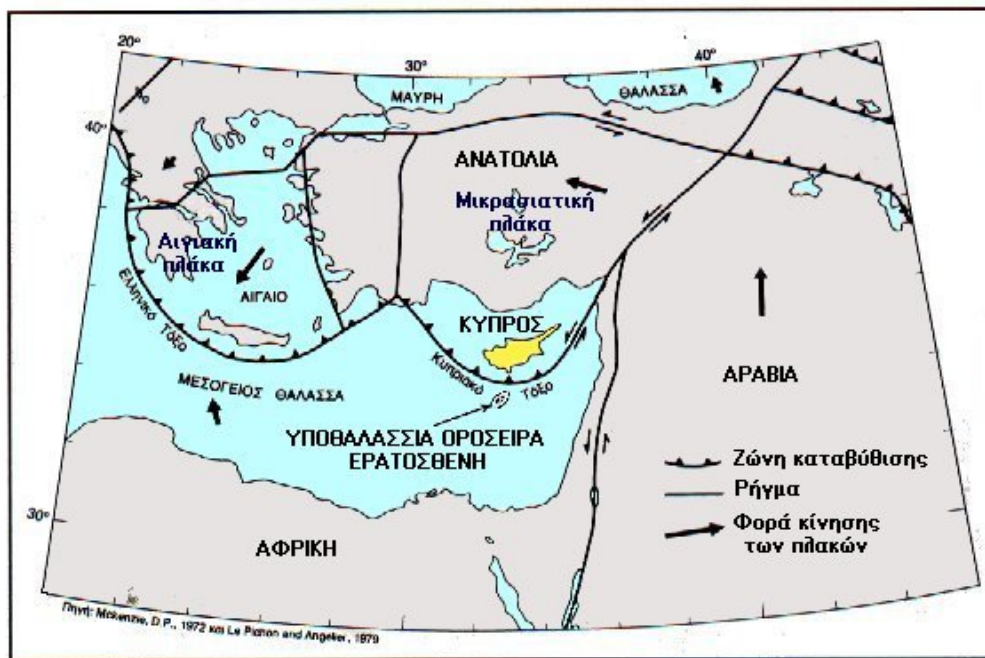 20°
30°
40°
ΜΑΥΡΗ
ΘΑΛΑΣΣΑ
40°
ΑΝΑΤΟΛΙΑ
Μικρασιατική
πλάκα
Αιγιακή
πλάκα
ΑΙΓΑΙΟ
Ελληνικό Τόξο
ΚΥΠΡΟΣ
Κυπριακό Τόξο
ΜΕΣΟΓΕΙΟΣ ΘΑΛΑΣΣΑ
ΑΡΑΒΙΑ
ΥΠΟΘΑΛΑΣΣΙΑ ΟΡΟΣΕΙΡΑ
ΕΡΑΤΟΣΘΕΝΗ
Ζώνη καταβύθισης
Ρήγμα
Φορά κίνησης
των πλακών
30°
ΑΦΡΙΚΗ
Πηγή: Mckenzie, D.P., 1972 και Le Pichon and Angelier, 1979